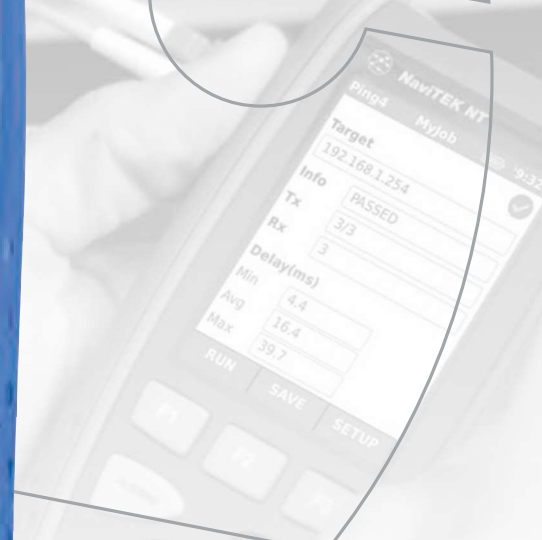 NaviTEK NT
Ping4 MyJob 9:32
Target
192.168.1.254
Info PASSED
Tx 3/3
Rx 3
Delay(ms)
Min 4.4
Avg 16.4
Max 39.7
RUN SAVE SETUP
F1 F2 F3